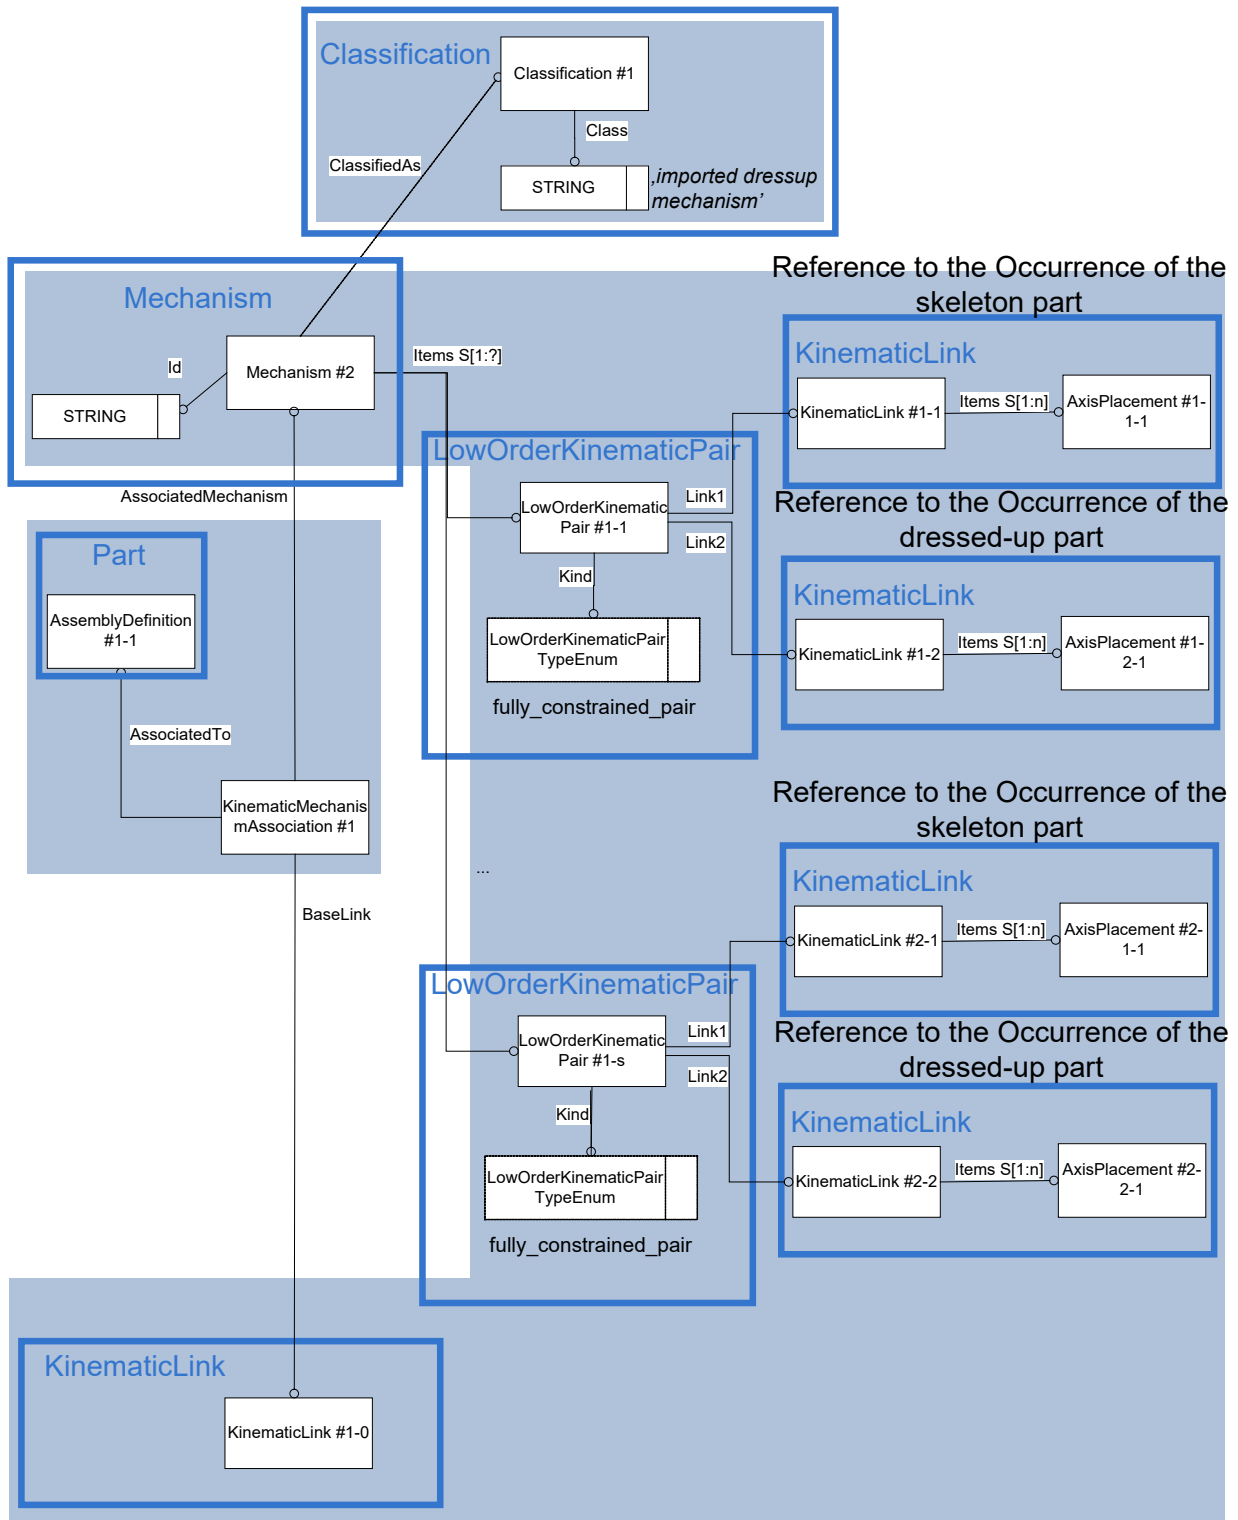 Classification
Classification #1
Class
ClassifiedAs
STRING
‚imported dressup
mechanism’
Mechanism
Id
Mechanism #2
STRING
Items S[1:?]
AssociatedMechanism
Reference to the Occurrence of the
skeleton part
KinematicLink
KinematicLink #1-1
Items S[1:n]
AxisPlacement #1-
1-1
LowOrderKinematicPair
LowOrderKinematic
Pair #1-1
Link1
Link2
Kind
LowOrderKinematicPair
TypeEnum
fully_constrained_pair
Reference to the Occurrence of the
dressed-up part
KinematicLink
KinematicLink #1-2
Items S[1:n]
AxisPlacement #1-
2-1
Part
AssemblyDefinition
#1-1
AssociatedTo
KinematicMechanis
mAssociation #1
BaseLink
...
Reference to the Occurrence of the
skeleton part
KinematicLink
KinematicLink #2-1
Items S[1:n]
AxisPlacement #2-
1-1
LowOrderKinematicPair
LowOrderKinematic
Pair #1-s
Link1
Link2
Kind
LowOrderKinematicPair
TypeEnum
fully_constrained_pair
Reference to the Occurrence of the
dressed-up part
KinematicLink
KinematicLink #2-2
Items S[1:n]
AxisPlacement #2-
2-1
KinematicLink
KinematicLink #1-0